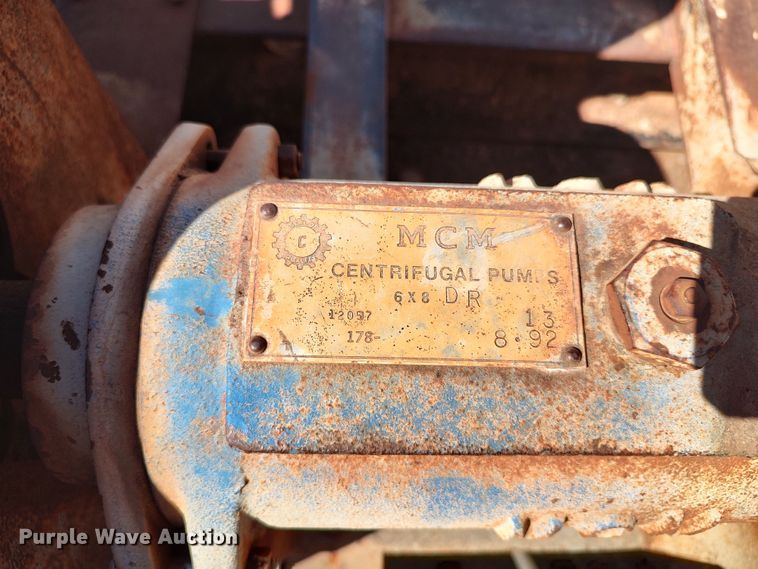 C
MCM
CENTRIFUGAL PUMPS
6X8 DR
12097 13
178- 8.92
Purple Wave Auction